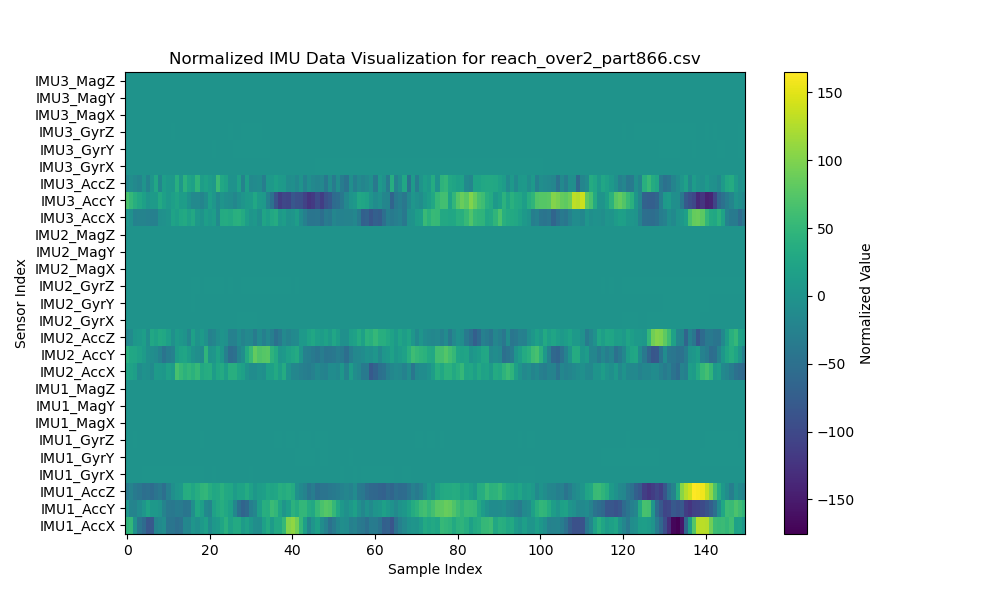 Normalized IMU Data Visualization for reach_over2_part866.csv
IMU3_MagZ
IMU3_MagY
IMU3_MagX
IMU3_GyrZ
IMU3_GyrY
IMU3_GyrX
IMU3_AccZ
IMU3_AccY
IMU3_AccX
IMU2_MagZ
IMU2_MagY
IMU2_MagX
IMU2_GyrZ
IMU2_GyrY
IMU2_GyrX
IMU2_AccZ
IMU2_AccY
IMU2_AccX
IMU1_MagZ
IMU1_MagY
IMU1_MagX
IMU1_GyrZ
IMU1_GyrY
IMU1_GyrX
IMU1_AccZ
IMU1_AccY
IMU1_AccX
Sensor Index
0 20 40 60 80 100 120 140
Sample Index
150
100
50
0
−50
−100
−150
Normalized Value